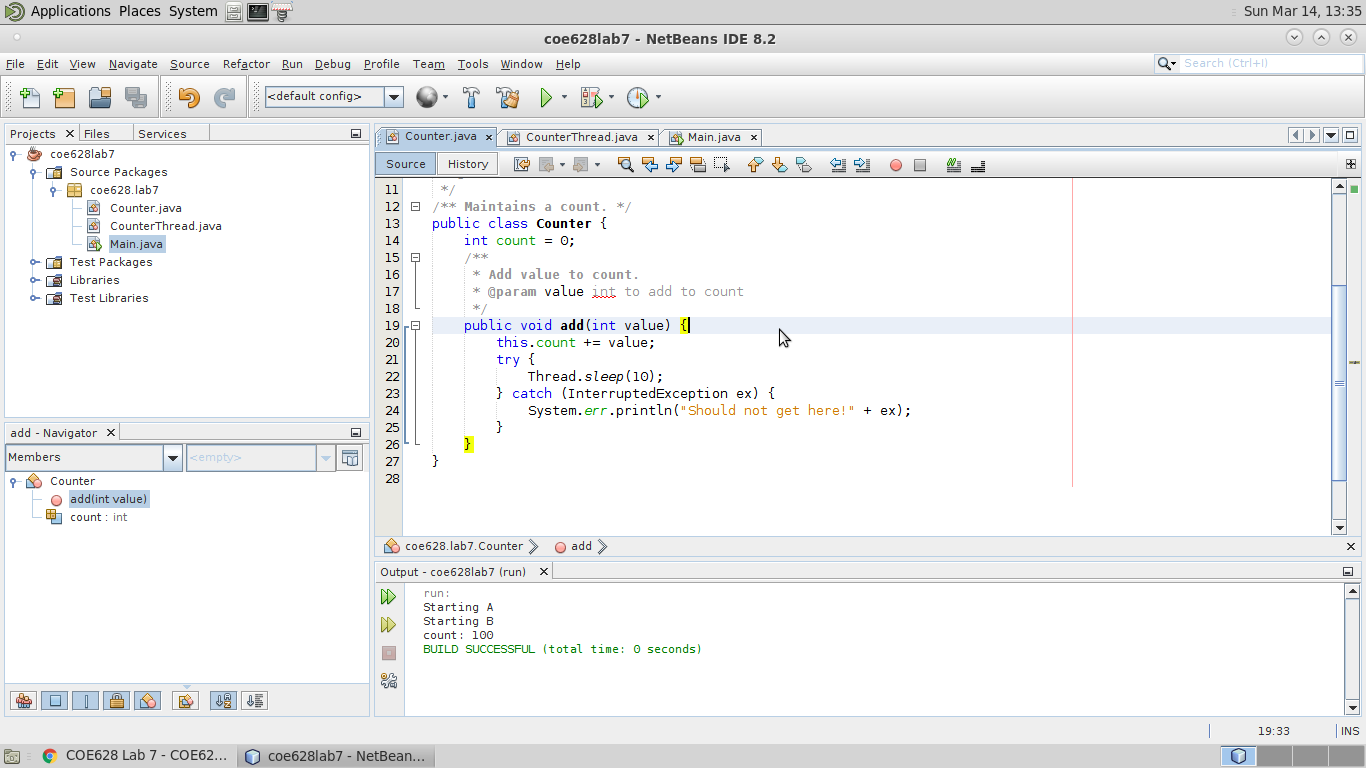 Applications Places System
Sun Mar 14, 13:35
coe628lab7 - NetBeans IDE 8.2
File Edit View Navigate Source Refactor Run Debug Profile Team Tools Window Help
Search (Ctrl+I)
<default config>
Projects Files Services
coe628lab7
Source Packages
coe628.lab7
Counter.java
CounterThread.java
Main.java
Test Packages
Libraries
Test Libraries
add - Navigator
Members
<empty>
Counter
add(int value)
count : int
Counter.java CounterThread.java Main.java
Source History
11 */
12 /** Maintains a count. */
13 public class Counter {
14 int count = 0;
15 /**
16 * Add value to count.
17 * @param value int to add to count
18 */
19 public void add(int value) {
20 this.count += value;
21 try {
22 Thread.sleep(10);
23 } catch (InterruptedException ex) {
24 System.err.println("Should not get here!" + ex);
25 }
26 }
27 }
28
coe628.lab7.Counter add
Output - coe628lab7 (run)
run:
Starting A
Starting B
count: 100
BUILD SUCCESSFUL (total time: 0 seconds)
19:33 INS
COE628 Lab 7 - COE62...
coe628lab7 - NetBean...